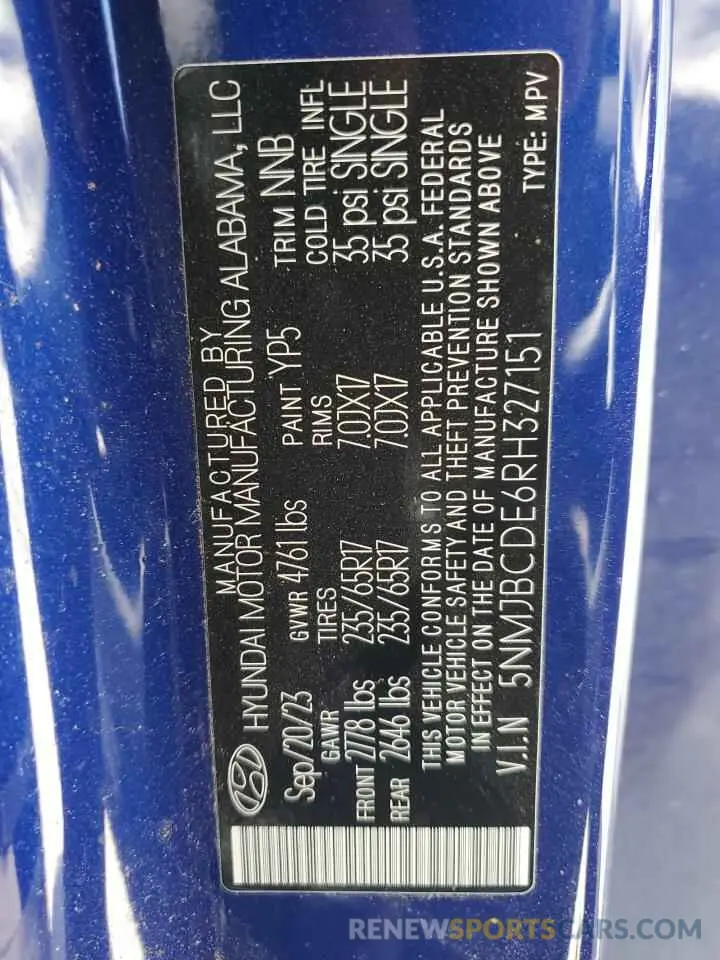 MANUFACTURED BY
HYUNDAI MOTOR MANUFACTURING ALABAMA, LLC
Sep/20/23 GVWR 4761 lbs PAINT YP5 TRIM NNB
GAWR TIRES RIMS COLD TIRE INFL
FRONT 2778 lbs 235/65R17 7.0JX17 35 psi SINGLE
REAR 2646 lbs 235/65R17 7.0JX17 35 psi SINGLE
THIS VEHICLE CONFORMS TO ALL APPLICABLE U.S.A. FEDERAL
MOTOR VEHICLE SAFETY AND THEFT PREVENTION STANDARDS
IN EFFECT ON THE DATE OF MANUFACTURE SHOWN ABOVE
V.I.N 5NMJBCDE6RH327151 TYPE: MPV
RENEWSPORTSCARS.COM